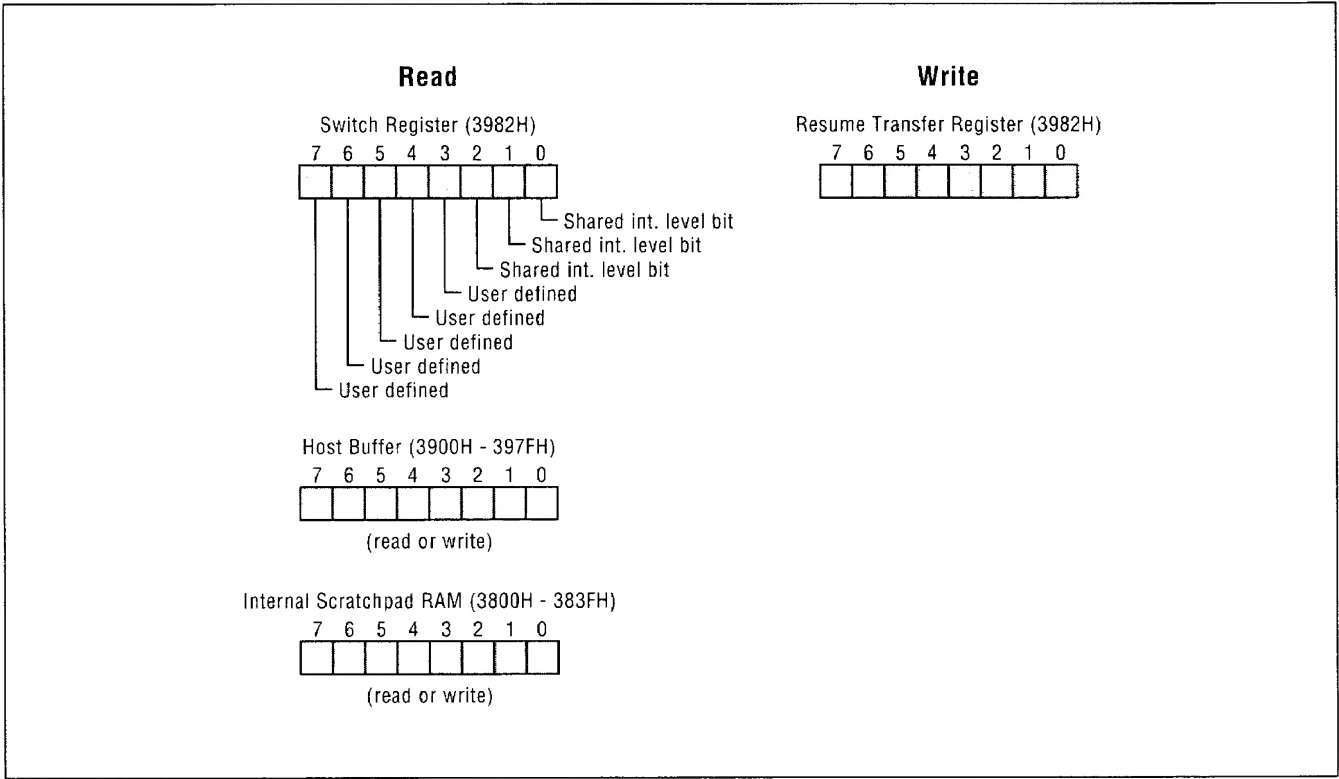 Read
Switch Register (3982H)
7 6 5 4 3 2 1 0
Shared int. level bit
Shared int. level bit
Shared int. level bit
User defined
User defined
User defined
User defined
User defined
Host Buffer (3900H - 397FH)
7 6 5 4 3 2 1 0
(read or write)
Internal Scratchpad RAM (3800H - 383FH)
7 6 5 4 3 2 1 0
(read or write)
Write
Resume Transfer Register (3982H)
7 6 5 4 3 2 1 0